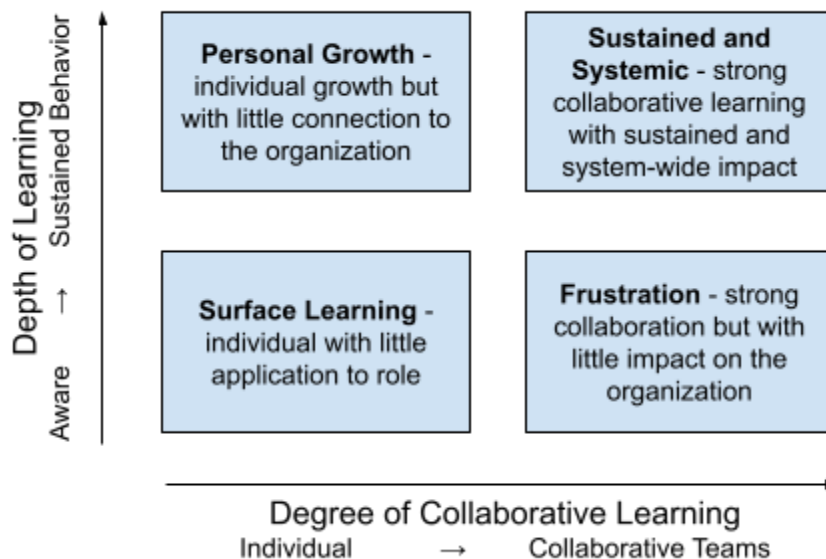 Personal Growth -
individual growth but
with little connection to
the organization
Sustained and
Systemic - strong
collaborative learning
with sustained and
system-wide impact
Surface Learning -
individual with little
application to role
Frustration - strong
collaboration but with
little impact on the
organization
Depth of Learning
Aware → Sustained Behavior
Degree of Collaborative Learning
Individual → Collaborative Teams